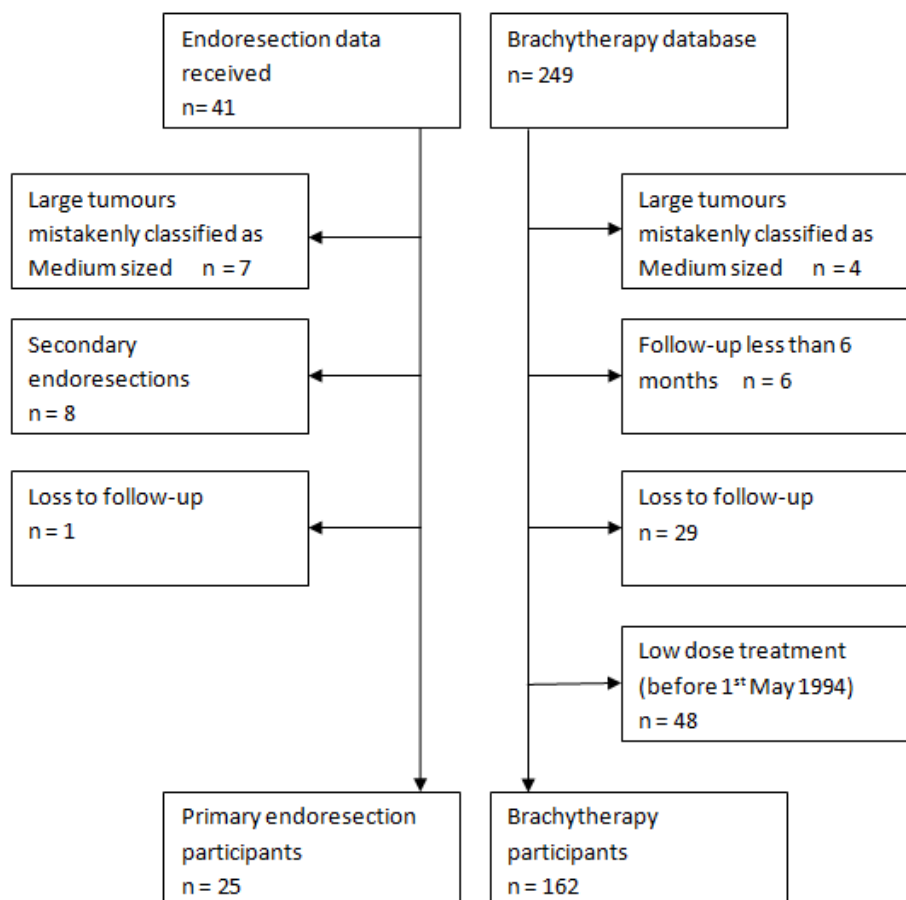 Endoresection data
received
n= 41
Brachytherapy database
n= 249
Large tumours
mistakenly classified as
Medium sized n = 7
Large tumours
mistakenly classified as
Medium sized n = 4
Secondary
endoresections
n = 8
Follow-up less than 6
months n = 6
Loss to follow-up
n = 1
Loss to follow-up
n = 29
Low dose treatment
(before 1st May 1994)
n = 48
Primary endoresection
participants
n = 25
Brachytherapy
participants
n = 162